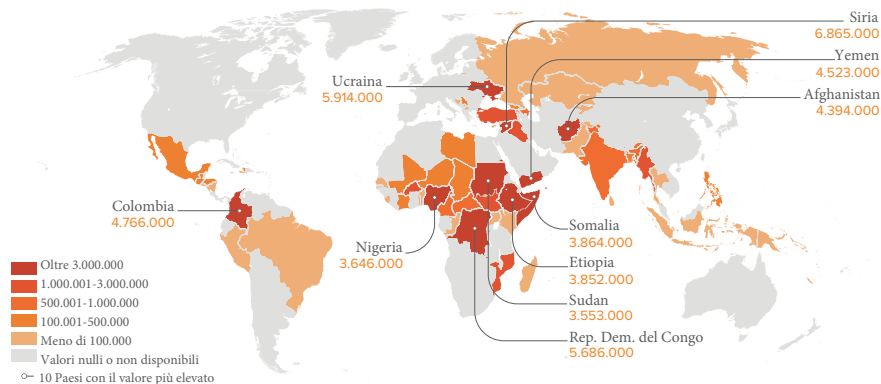 Siria
6.865.000
Yemen
4.523.000
Afghanistan
4.394.000
Ucraina
5.914.000
Colombia
4.766.000
Nigeria
3.646.000
Somalia
3.864.000
Etiopia
3.852.000
Sudan
3.553.000
Rep. Dem. del Congo
5.686.000
Oltre 3.000.000
1.000.001-3.000.000
500.001-1.000.000
100.001-500.000
Meno di 100.000
Valori nulli o non disponibili
10 Paesi con il valore più elevato